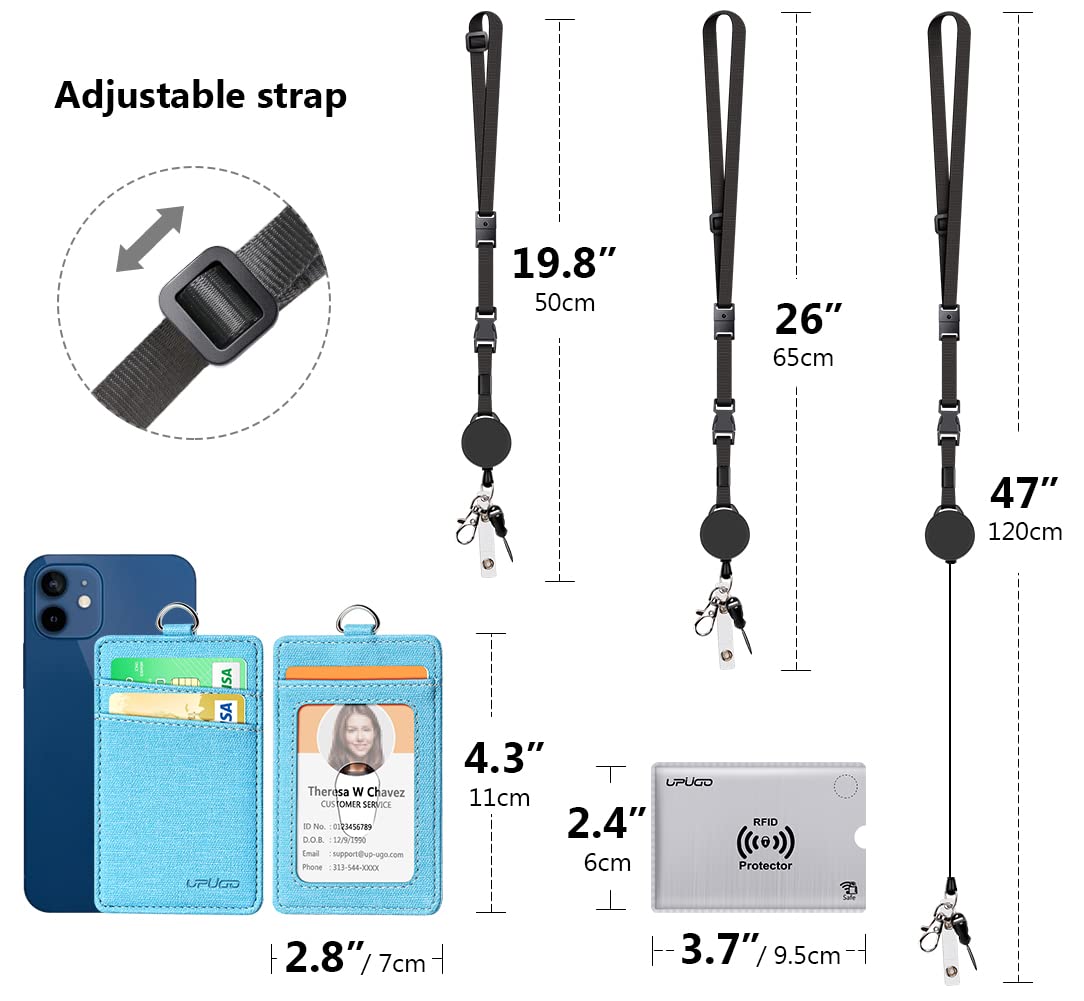 Adjustable strap
19.8”
50cm
26”
65cm
47”
120cm
VISA
VISA
UPUGO
Theresa W Chavez
CUSTOMER SERVICE
ID No. : 0123456789
D.O.B. : 12/9/1990
Email : support@up-ugo.com
Phone : 313-544-XXXX
4.3”
11cm
2.8”/ 7cm
UPUGO
RFID
Protector
Safe
2.4”
6cm
3.7”/ 9.5cm